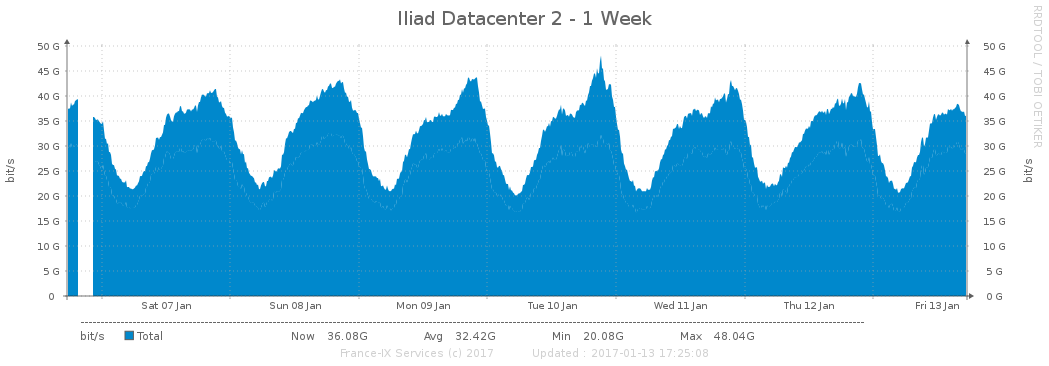 Iliad Datacenter 2 - 1 Week
RRDTOOL / TOBI OETIKER
50 G 50 G
45 G 45 G
40 G 40 G
35 G 35 G
30 G 30 G
25 G 25 G
20 G 20 G
15 G 15 G
10 G 10 G
5 G 5 G
0 0 G
bit/s bit/s
Sat 07 Jan Sun 08 Jan Mon 09 Jan Tue 10 Jan Wed 11 Jan Thu 12 Jan Fri 13 Jan
bit/s Total Now 36.08G Avg 32.42G Min 20.08G Max 48.04G
France-IX Services (c) 2017 Updated : 2017-01-13 17:25:08